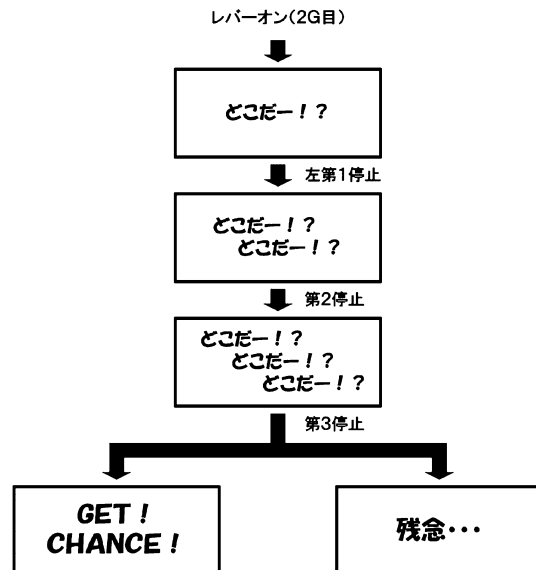 レバーオン(2G目)
どこだー！？
左第1停止
どこだー！？
どこだー！？
第2停止
どこだー！？
どこだー！？
どこだー！？
第3停止
GET！
CHANCE！
残念・・・